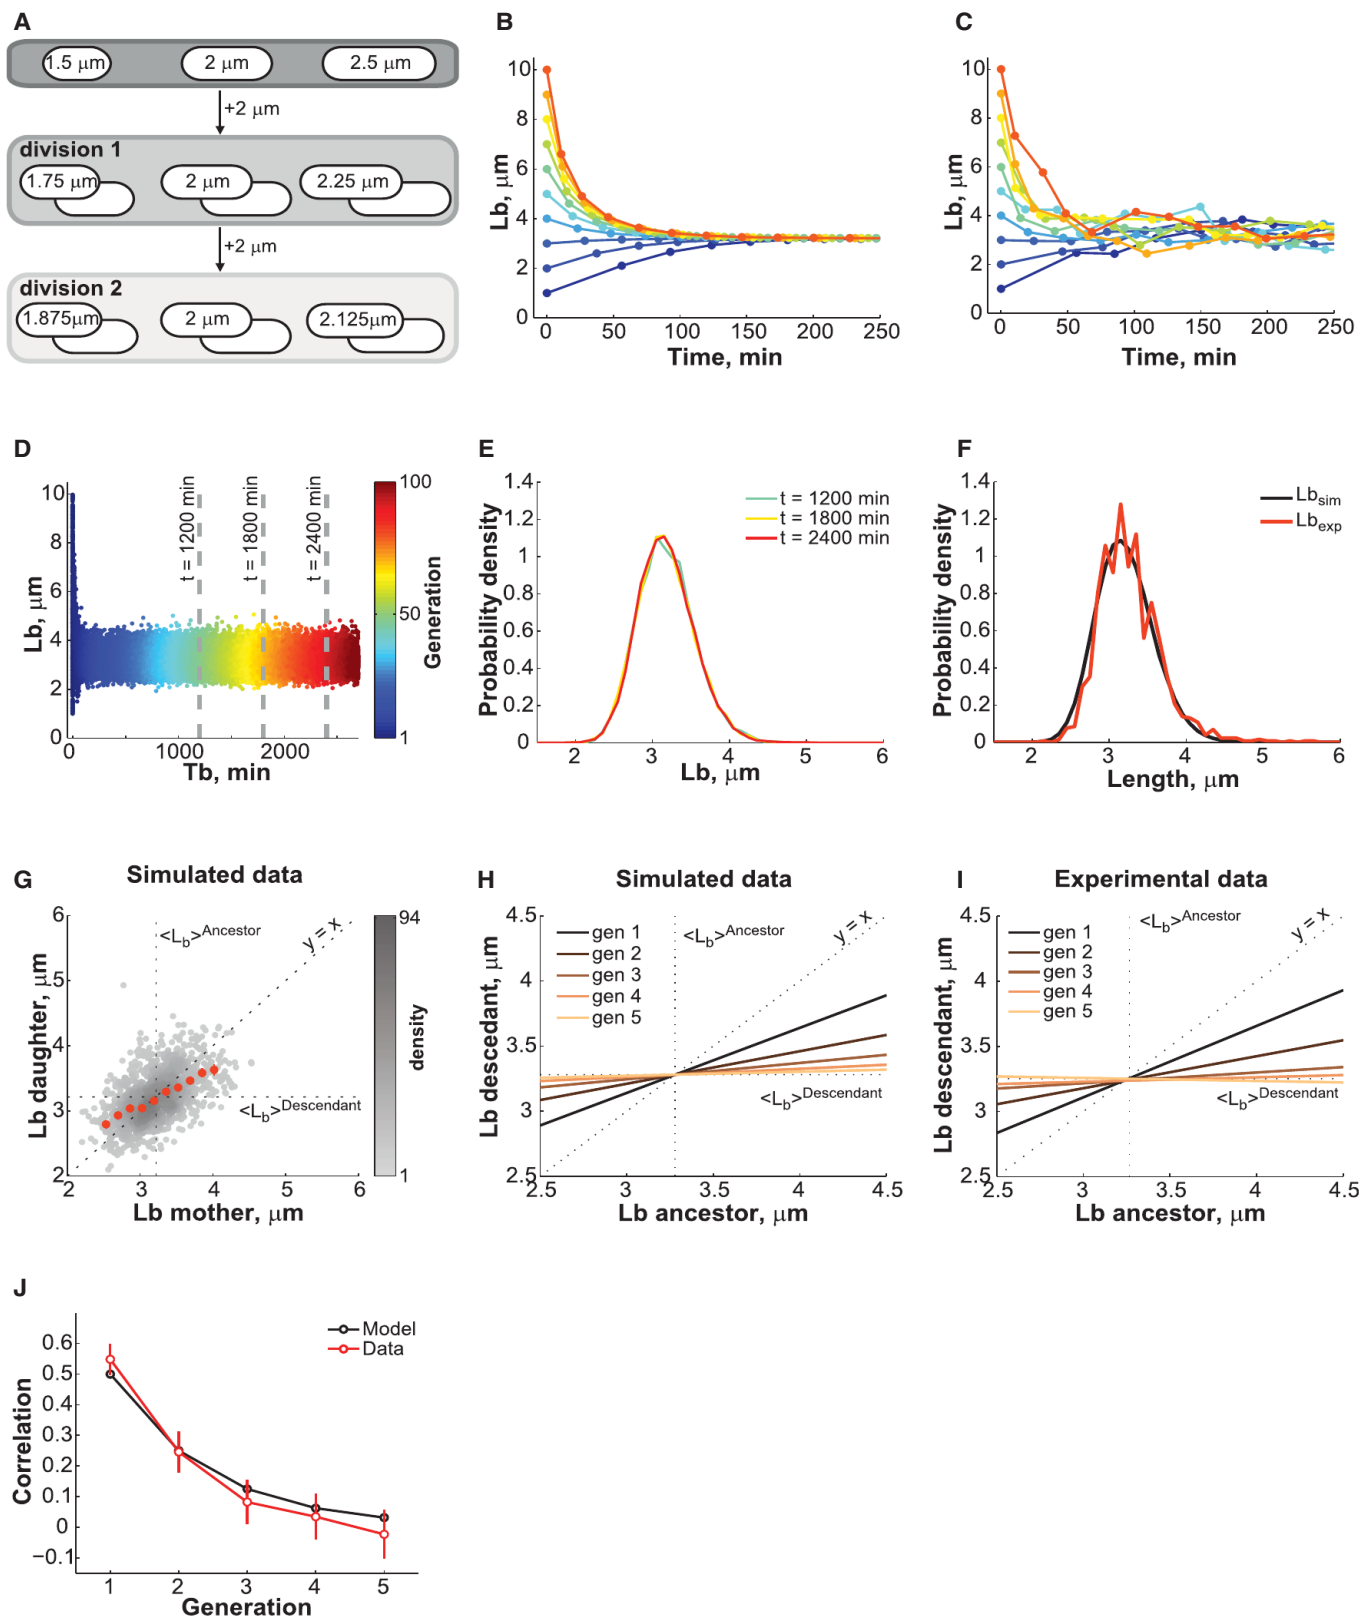 A
1.5 μm
2 μm
2.5 μm
+2 μm
division 1
1.75 μm
2 μm
2.25 μm
+2 μm
division 2
1.875μm
2 μm
2.125μm
B
Lb, μm
10
8
6
4
2
0
0 50 100 150 200 250
Time, min
C
Lb, μm
10
8
6
4
2
0
0 50 100 150 200 250
Time, min
D
Lb, μm
10
8
6
4
2
0
t = 1200 min
t = 1800 min
t = 2400 min
0 1000 2000
Tb, min
100
50
1
Generation
E
Probability density
1.4
1.2
1
0.8
0.6
0.4
0.2
0
t = 1200 min
t = 1800 min
t = 2400 min
2 3 4 5 6
Lb, μm
F
Probability density
1.4
1.2
1
0.8
0.6
0.4
0.2
0
Lbsim
Lbexp
2 3 4 5 6
Length, μm
G
Simulated data
Lb daughter, μm
6
5
4
3
2
<Lb>Ancestor
y = x
<Lb>Descendant
2 3 4 5 6
Lb mother, μm
94
1
density
H
Simulated data
Lb descedant, μm
4.5
4
3.5
3
2.5
gen 1
gen 2
gen 3
gen 4
gen 5
<Lb>Ancestor
y = x
<Lb>Descendant
2.5 3 3.5 4 4.5
Lb ancestor, μm
I
Experimental data
Lb descendant, μm
4.5
4
3.5
3
2.5
gen 1
gen 2
gen 3
gen 4
gen 5
<Lb>Ancestor
y = x
<Lb>Descendant
2.5 3 3.5 4 4.5
Lb ancestor, μm
J
Correlation
0.6
0.5
0.4
0.3
0.2
0.1
0
−0.1
Model
Data
1 2 3 4 5
Generation